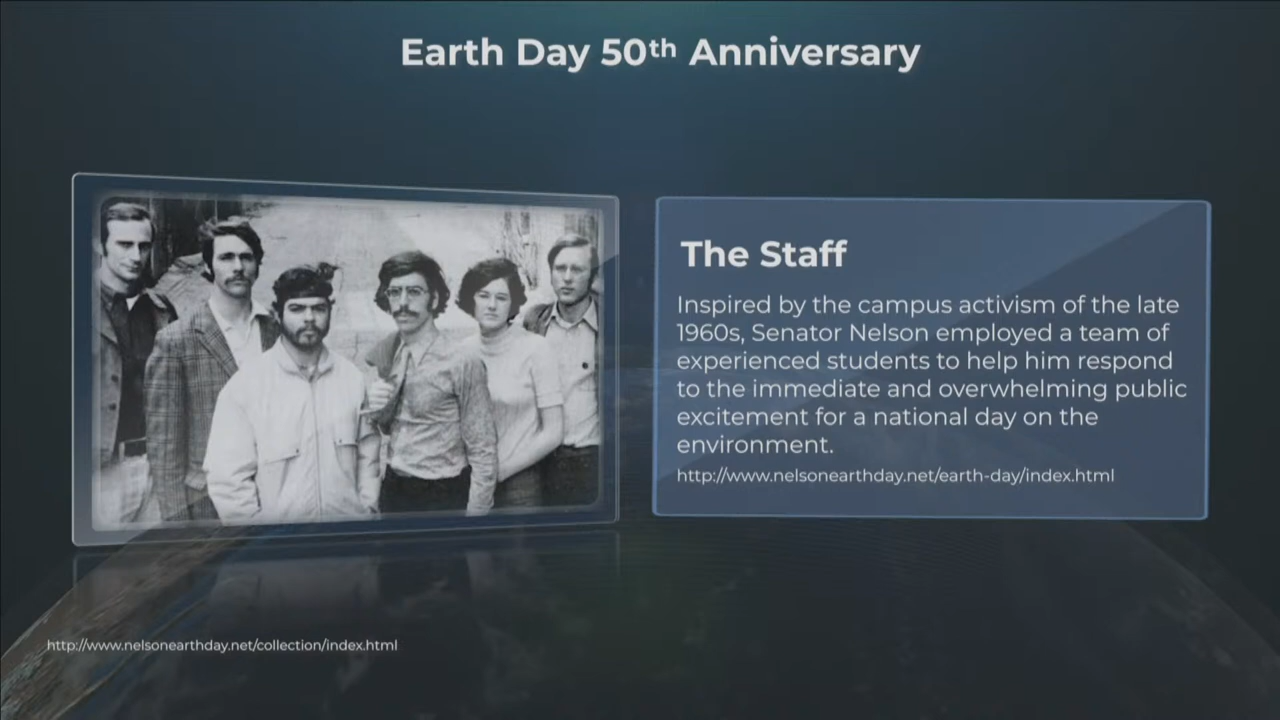 Earth Day 50th Anniversary
The Staff
Inspired by the campus activism of the late
1960s, Senator Nelson employed a team of
experienced students to help him respond
to the immediate and overwhelming public
excitement for a national day on the
environment.
http://www.nelsonearthday.net/earth-day/index.html
http://www.nelsonearthday.net/collection/index.html